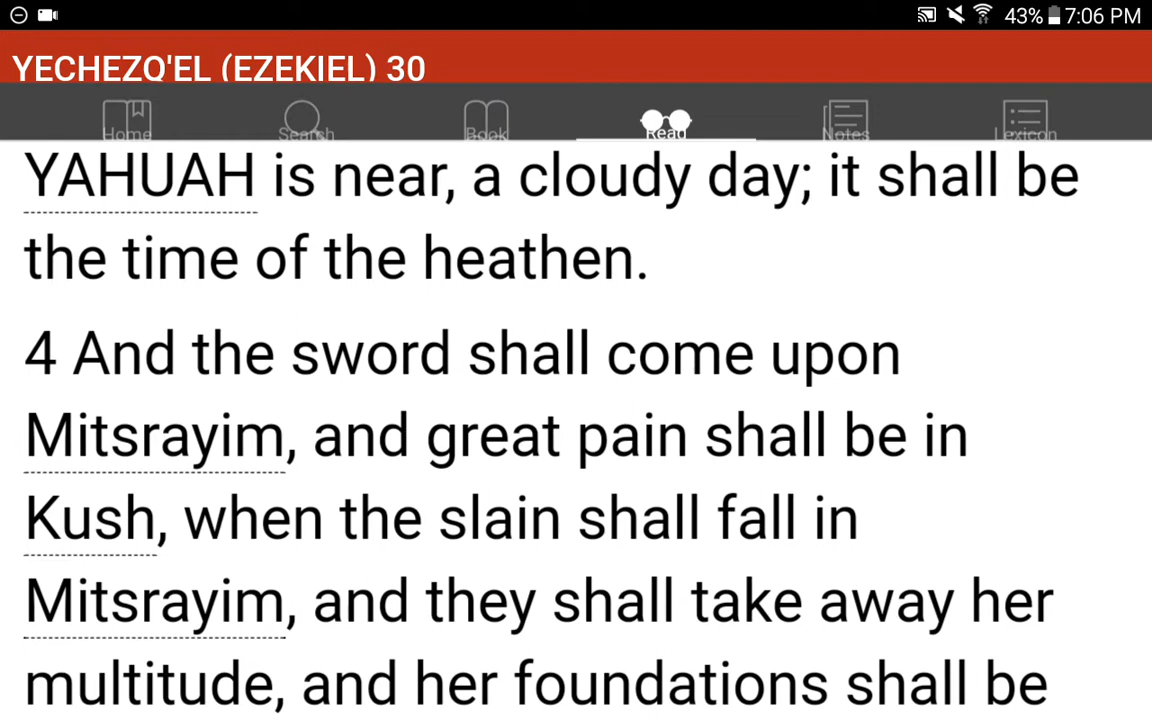 43% 7:06 PM
YECHEZQ'EL (EZEKIEL) 30
Home Search Book Read Notes Lexicon
YAHUAH is near, a cloudy day; it shall be
the time of the heathen.
4 And the sword shall come upon
Mitsrayim, and great pain shall be in
Kush, when the slain shall fall in
Mitsrayim, and they shall take away her
multitude, and her foundations shall be